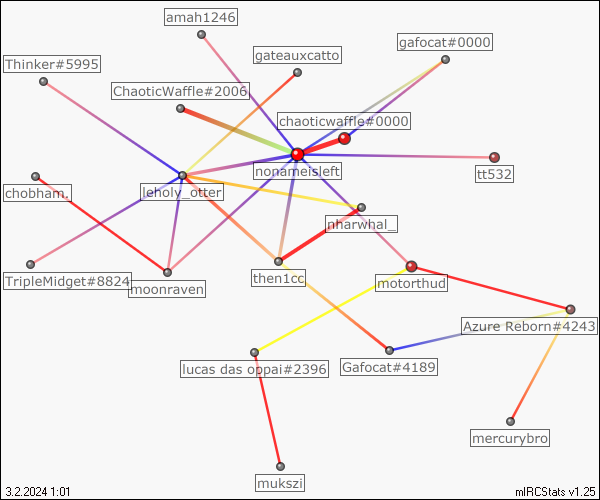 amah1246
gafocat#0000
gateauxcatto
Thinker#5995
ChaoticWaffle#2006
chaoticwaffle#0000
nonameisleft
tt532
chobham.
leholy_otter
nharwhal_
TripleMidget#8824
moonraven
then1cc
motorthud
Azure Reborn#4243
lucas das oppai#2396
Gafocat#4189
mercurybro
mukszi
3.2.2024 1:01
mIRCStats v1.25